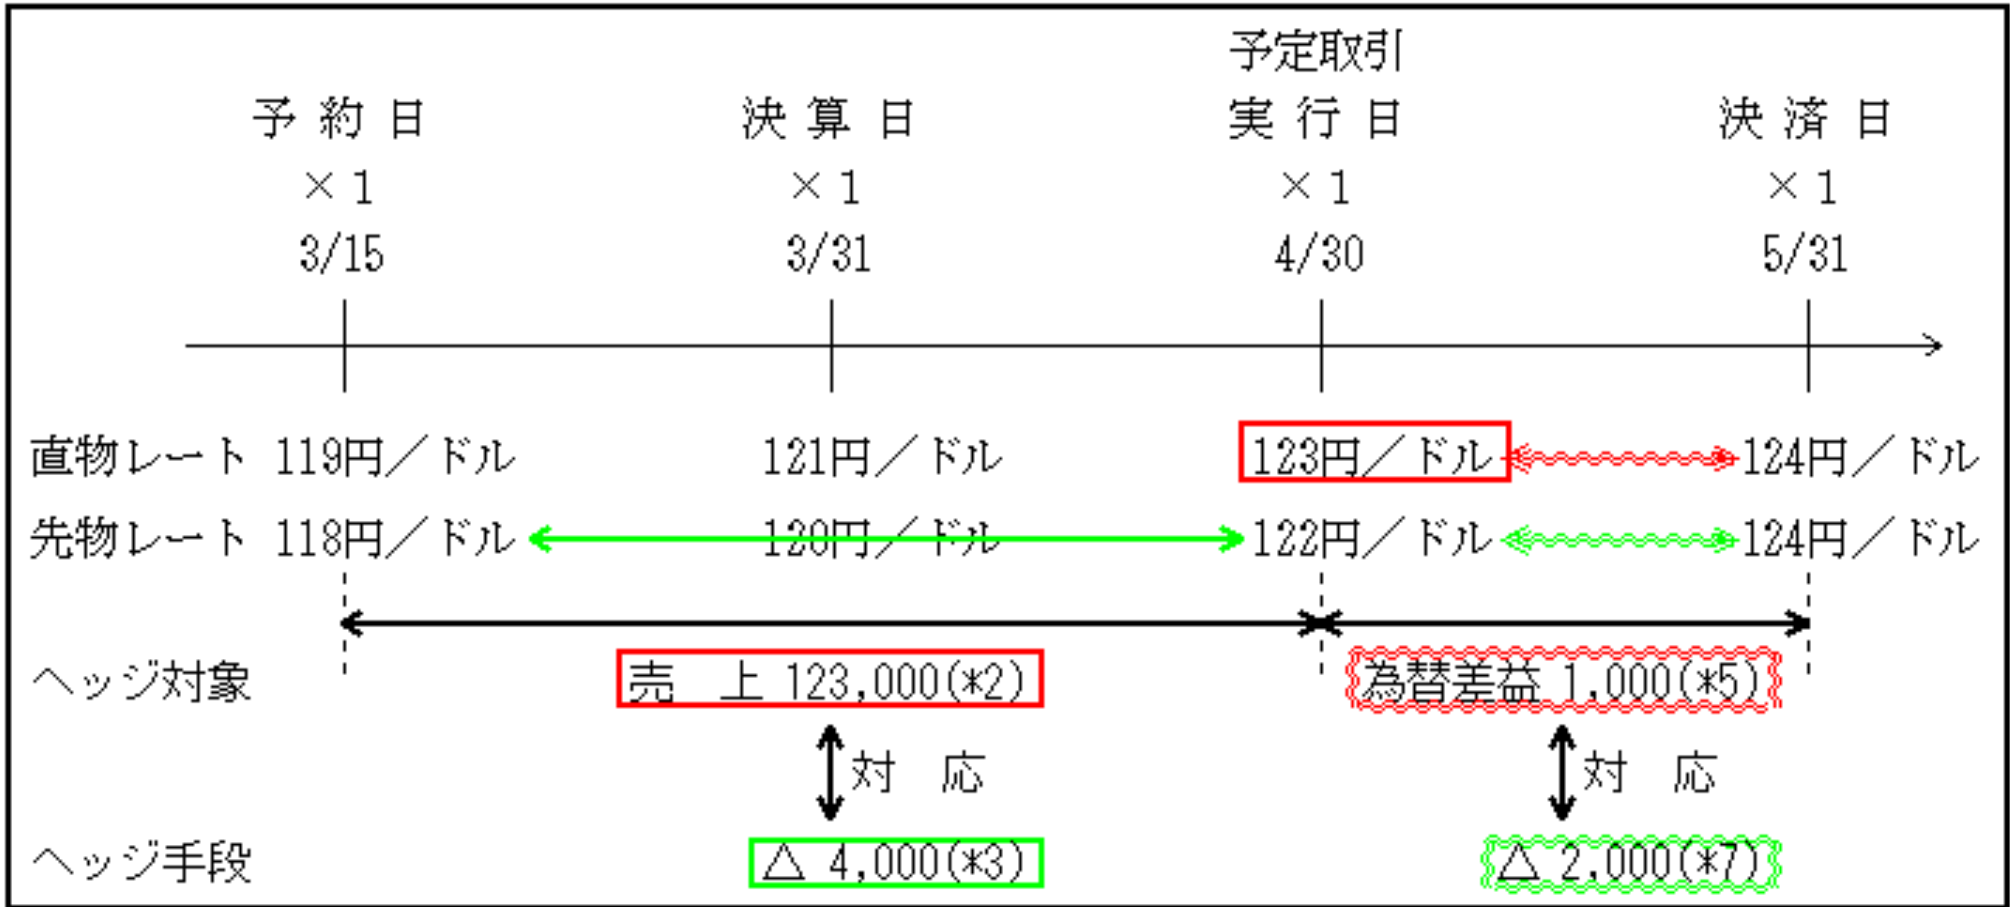 予定取引
予約日 決算日 実行日 決済日
×1 ×1 ×1 ×1
3/15 3/31 4/30 5/31
直物レート 119円/ドル 121円/ドル 123円/ドル 124円/ドル
先物レート 118円/ドル 120円/ドル 122円/ドル 124円/ドル
ヘッジ対象 売 上 123,000(*2) 為替差益 1,000(*5)
対 応 対 応
ヘッジ手段 △ 4,000(*3) △ 2,000(*7)